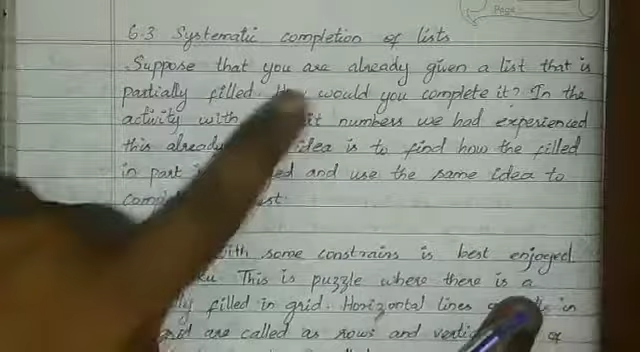 Page
6.3 Systematic completion of lists
Suppose that you are already given a list that is
partially filled. would you complete it? In the
activity with numbers we had experienced
this already idea is to find how the filled
in part and use the same idea to
with some constrains is best enjoyed
This is puzzle where there is a
filled in grid. Horizontal lines in
are called as rows and or